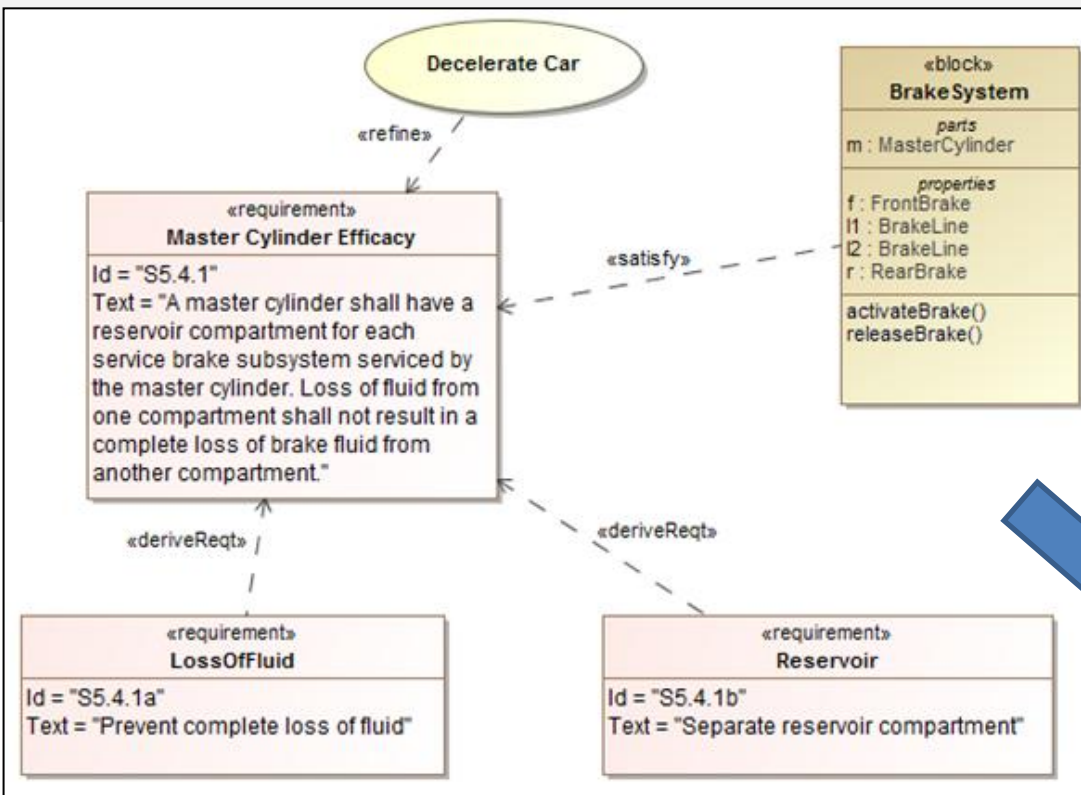 Decelerate Car
«refine»
«requirement»
Master Cylinder Efficacy
Id = "S5.4.1"
Text = "A master cylinder shall have a
reservoir compartment for each
service brake subsystem serviced by
the master cylinder. Loss of fluid from
one compartment shall not result in a
complete loss of brake fluid from
another compartment."
«block»
BrakeSystem
parts
m : MasterCylinder
properties
f : FrontBrake
l1 : BrakeLine
l2 : BrakeLine
r : RearBrake
activateBrake()
releaseBrake()
«satisfy»
«deriveReqt»
«deriveReqt»
«requirement»
LossOfFluid
Id = "S5.4.1a"
Text = "Prevent complete loss of fluid"
«requirement»
Reservoir
Id = "S5.4.1b"
Text = "Separate reservoir compartment"